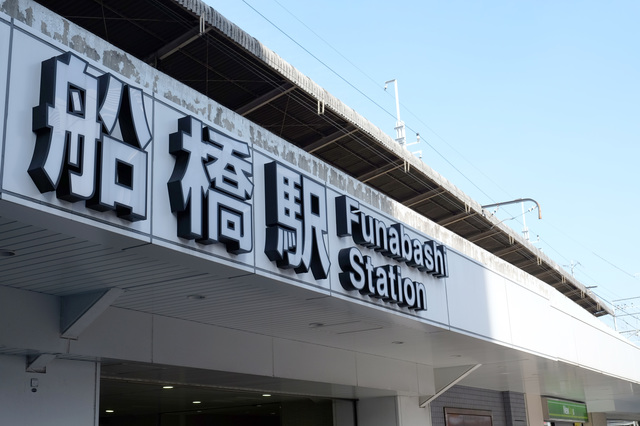 船橋駅
Funabashi
Station